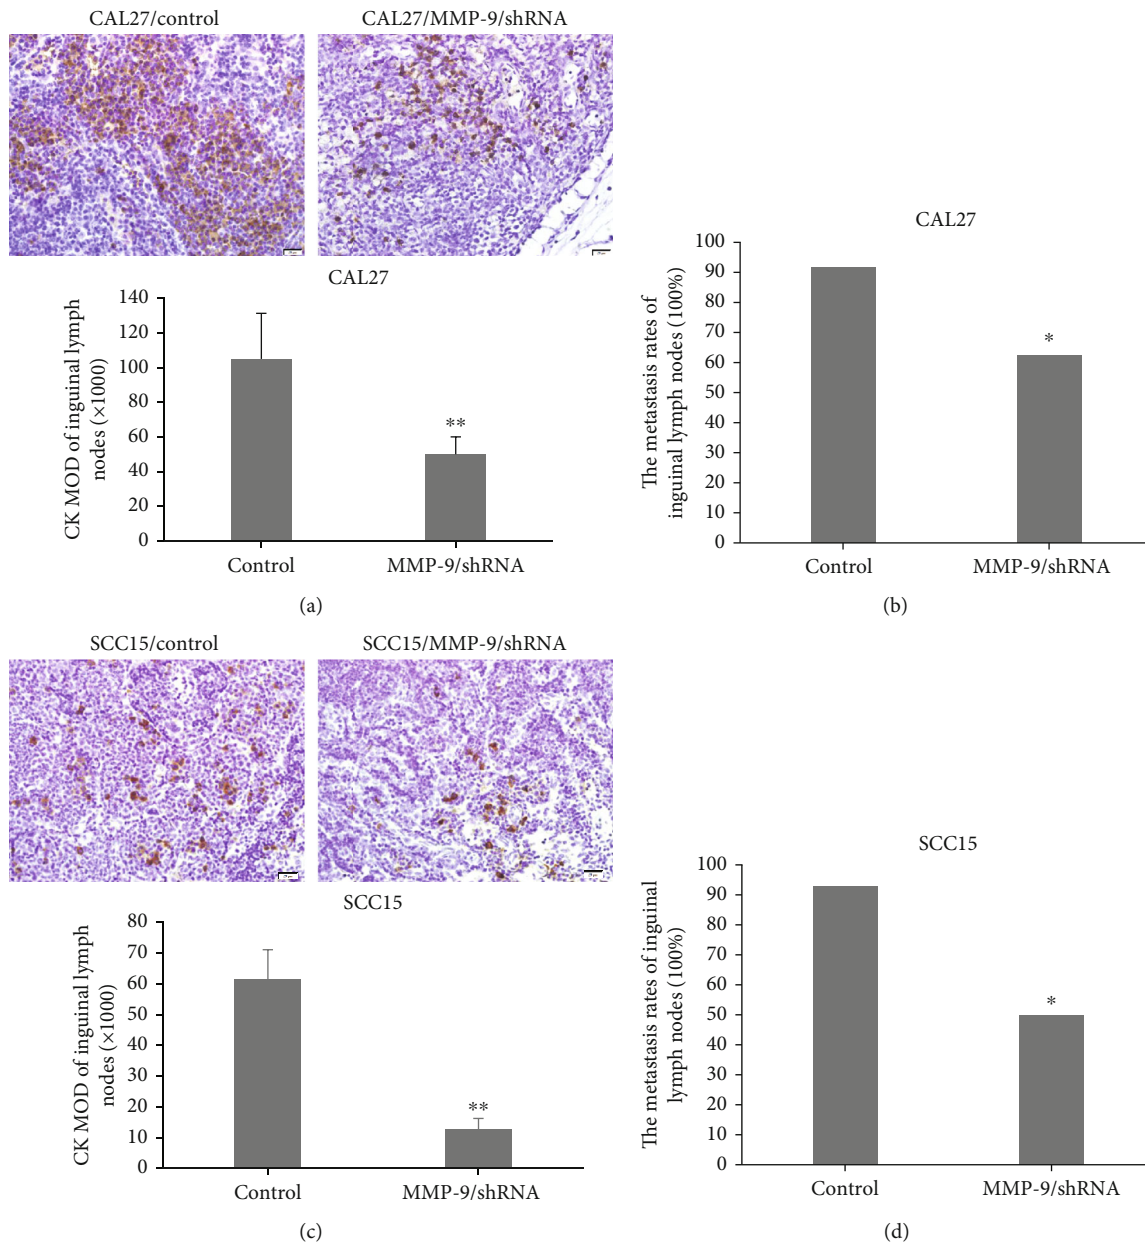 CAL27/control
CAL27/MMP-9/shRNA
CAL27
CK MOD of inguinal lymph
nodes (×1000)
140
120
100
80
60
40
20
0
**
Control
MMP-9/shRNA
(a)
CAL27
The metastasis rates of
inguinal lymph nodes (100%)
100
90
80
70
60
50
40
30
20
10
0
*
Control
MMP-9/shRNA
(b)
SCC15/control
SCC15/MMP-9/shRNA
SCC15
CK MOD of inguinal lymph
nodes (×1000)
80
70
60
50
40
30
20
10
0
**
Control
MMP-9/shRNA
(c)
SCC15
The metastasis rates of inguinal
lymph nodes (100%)
100
90
80
70
60
50
40
30
20
10
0
*
Control
MMP-9/shRNA
(d)